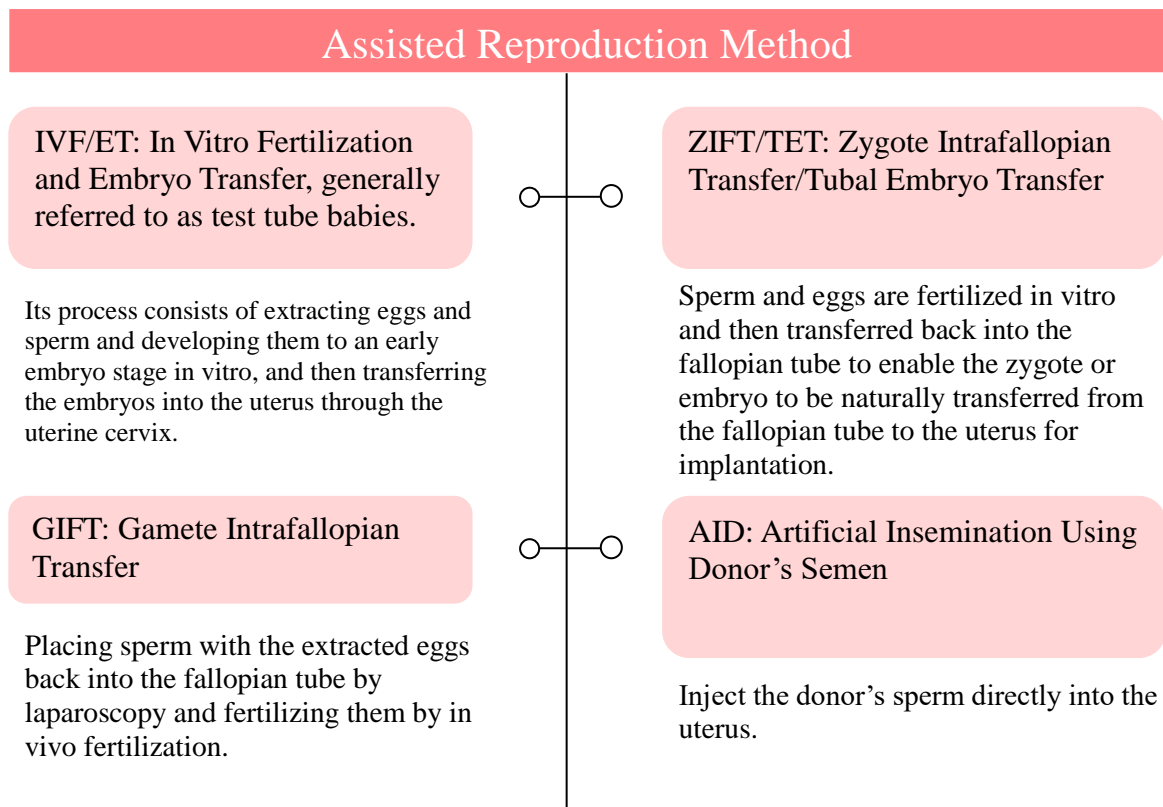 Assisted Reproduction Method
IVF/ET: In Vitro Fertilization
and Embryo Transfer, generally
referred to as test tube babies.
Its process consists of extracting eggs and
sperm and developing them to an early
embryo stage in vitro, and then transferring
the embryos into the uterus through the
uterine cervix.
ZIFT/TET: Zygote Intrafallopian
Transfer/Tubal Embryo Transfer
Sperm and eggs are fertilized in vitro
and then transferred back into the
fallopian tube to enable the zygote or
embryo to be naturally transferred from
the fallopian tube to the uterus for
implantation.
GIFT: Gamete Intrafallopian
Transfer
Placing sperm with the extracted eggs
back into the fallopian tube by
laparoscopy and fertilizing them by in
vivo fertilization.
AID: Artificial Insemination Using
Donor’s Semen
Inject the donor’s sperm directly into the
uterus.